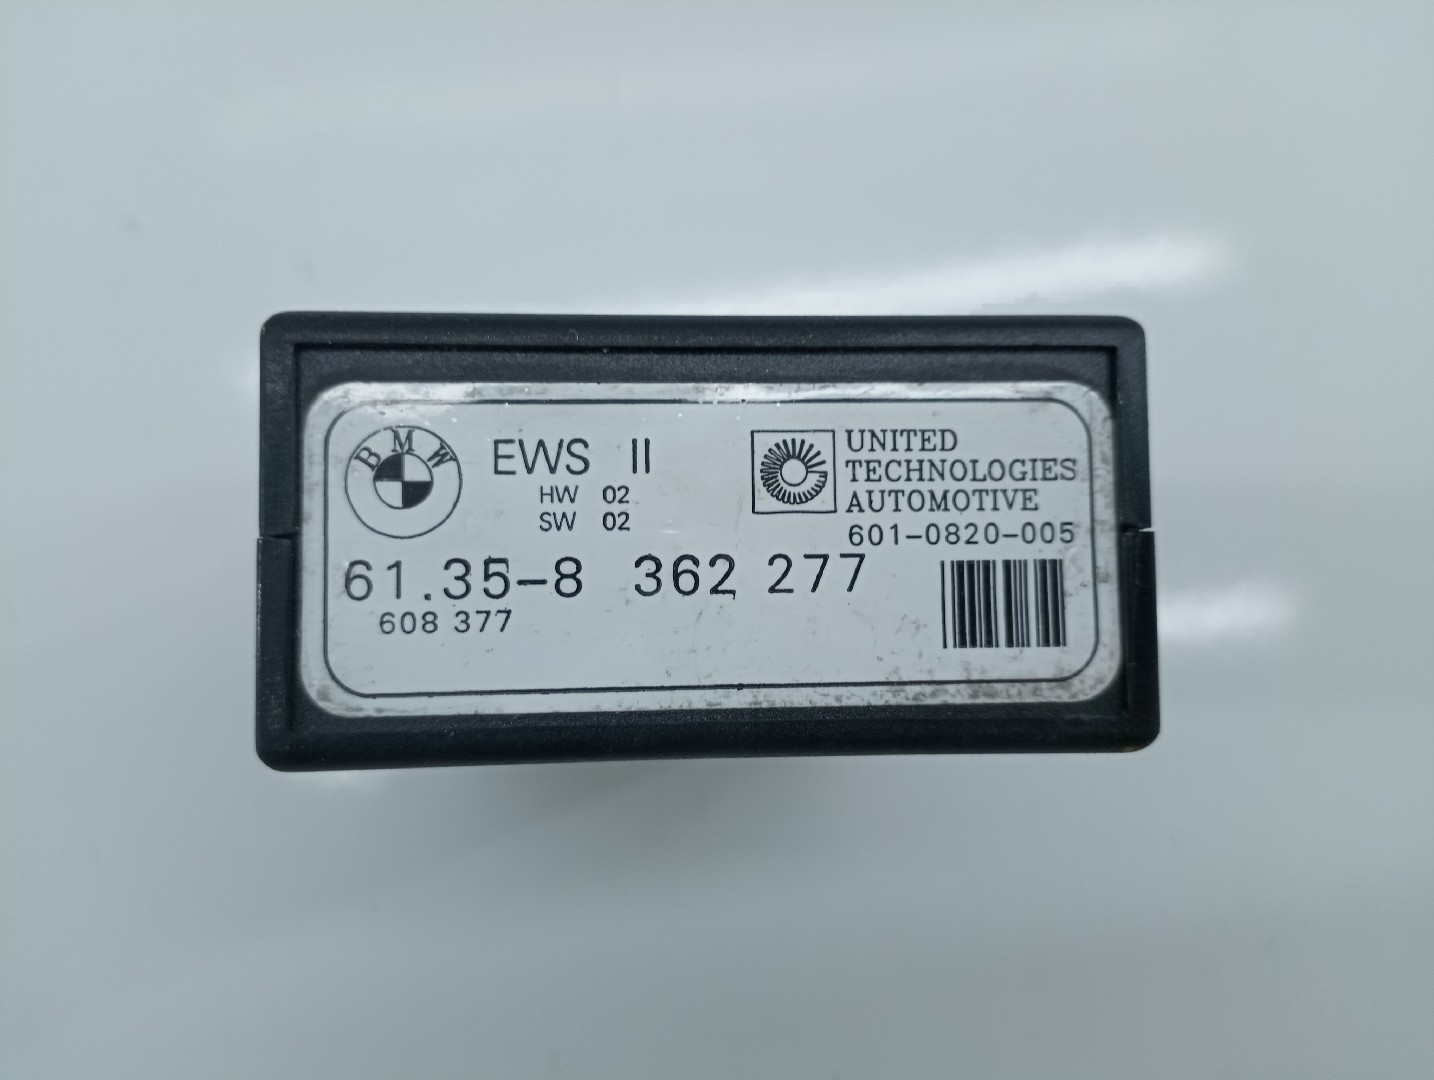 BMW
EWS II
HW 02
SW 02
UNITED
TECHNOLOGIES
AUTOMOTIVE
601-0820-005
61.35-8 362 277
608 377